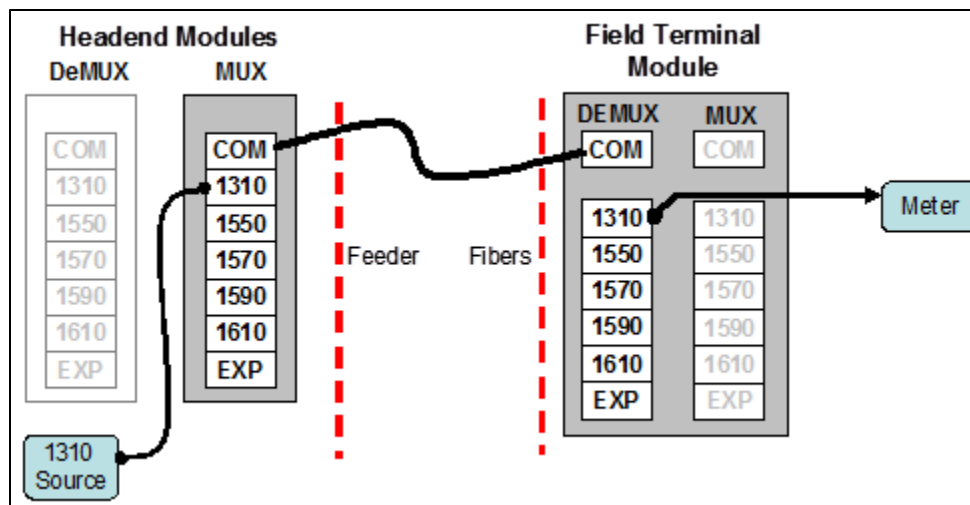 Headend Modules
DeMUX MUX
COM
1310
1550
1570
1590
1610
EXP
COM
1310
1550
1570
1590
1610
EXP
1310
Source
Feeder Fibers
Field Terminal
Module
DEMUX MUX
COM
1310
1550
1570
1590
1610
EXP
COM
1310
1550
1570
1590
1610
EXP
Meter